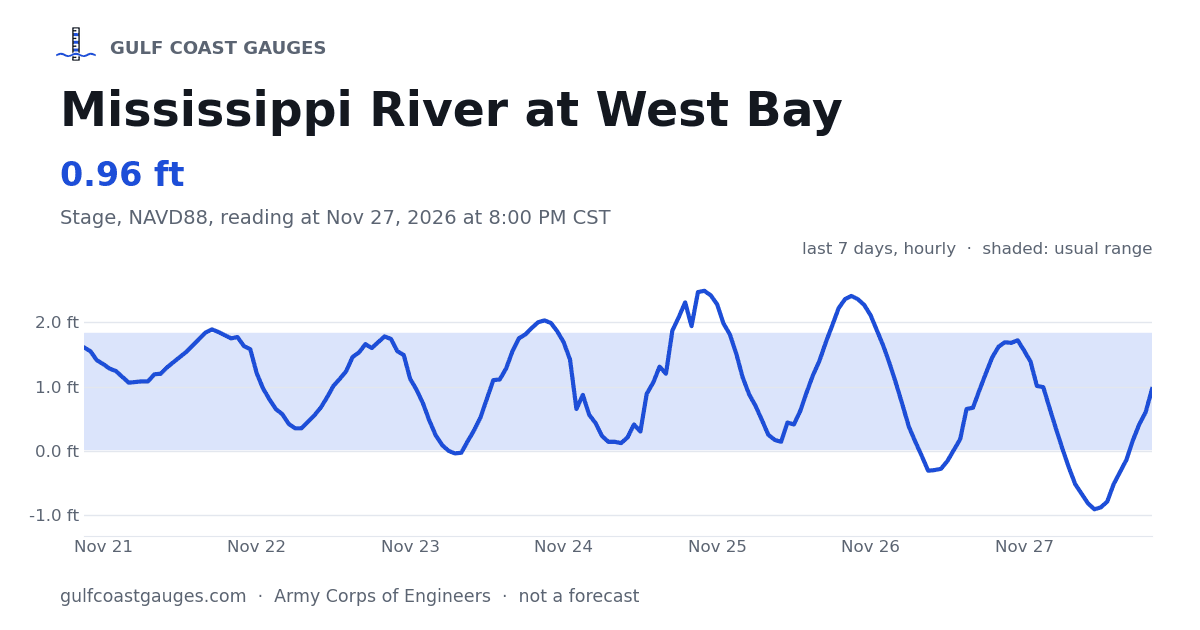 GULF COAST GAUGES
Mississippi River at West Bay
0.96 ft
Stage, NAVD88, reading at Nov 27, 2026 at 8:00 PM CST
last 7 days, hourly · shaded: usual range
2.0 ft
1.0 ft
0.0 ft
-1.0 ft
Nov 21 Nov 22 Nov 23 Nov 24 Nov 25 Nov 26 Nov 27
gulfcoastgauges.com · Army Corps of Engineers · not a forecast